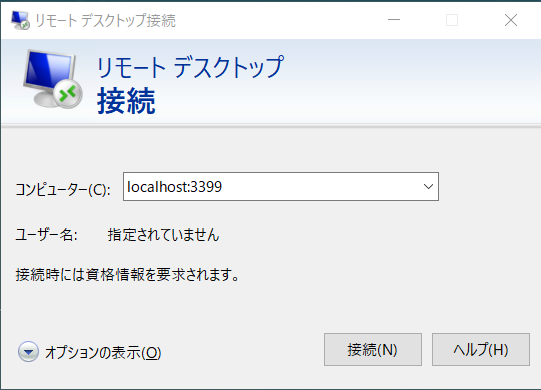 リモート デスクトップ接続
リモート デスクトップ
接続
コンピューター(C): localhost:3399
ユーザー名: 指定されていません
接続時には資格情報を要求されます。
オプションの表示(O) 接続(N) ヘルプ(H)